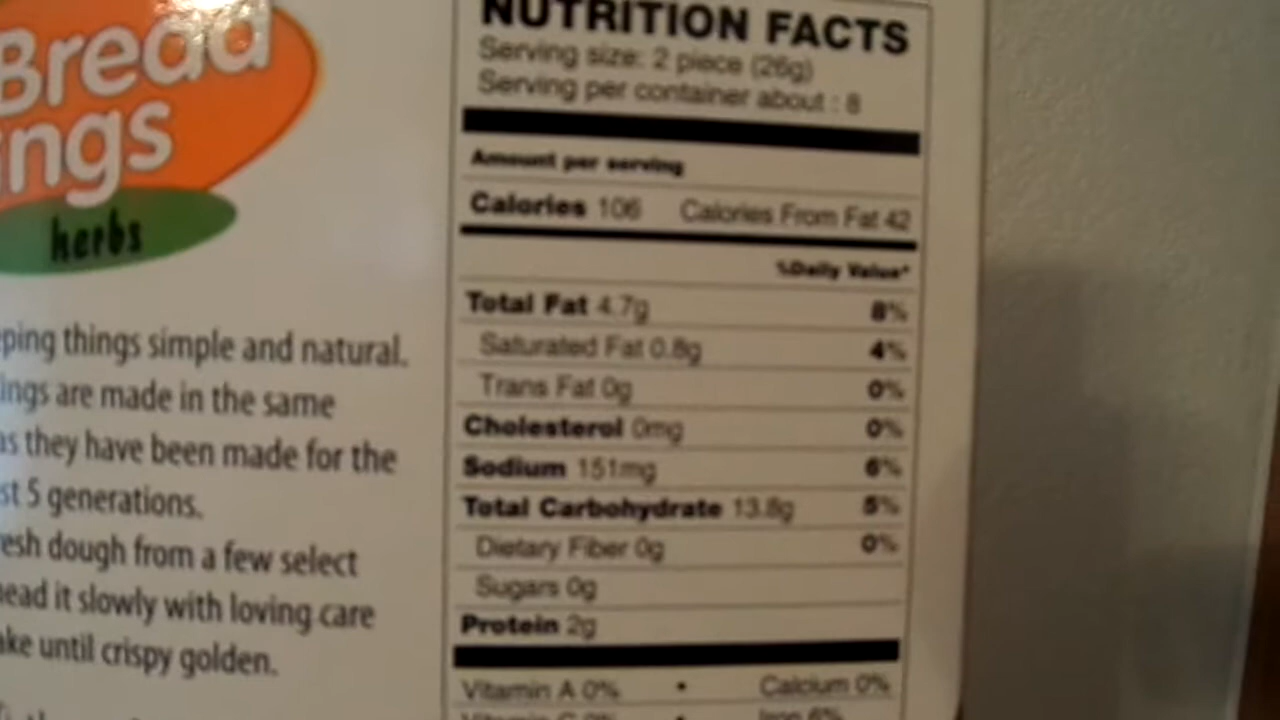 Bread
ings
herbs
ping things simple and natural.
ings are made in the same
as they have been made for the
st 5 generations.
esh dough from a few select
ead it slowly with loving care
ake until crispy golden.
NUTRITION FACTS
Serving size: 2 piece (26g)
Serving per container about : 8
Amount per serving
Calories 106 Calories From Fat 42
%Daily Value*
Total Fat 4.7g 8%
Saturated Fat 0.8g 4%
Trans Fat 0g 0%
Cholesterol 0mg 0%
Sodium 151mg 6%
Total Carbohydrate 13.8g 5%
Dietary Fiber 0g 0%
Sugars 0g
Protein 2g
Vitamin A 0% • Calcium 0%
Vitamin C 0% • Iron 6%